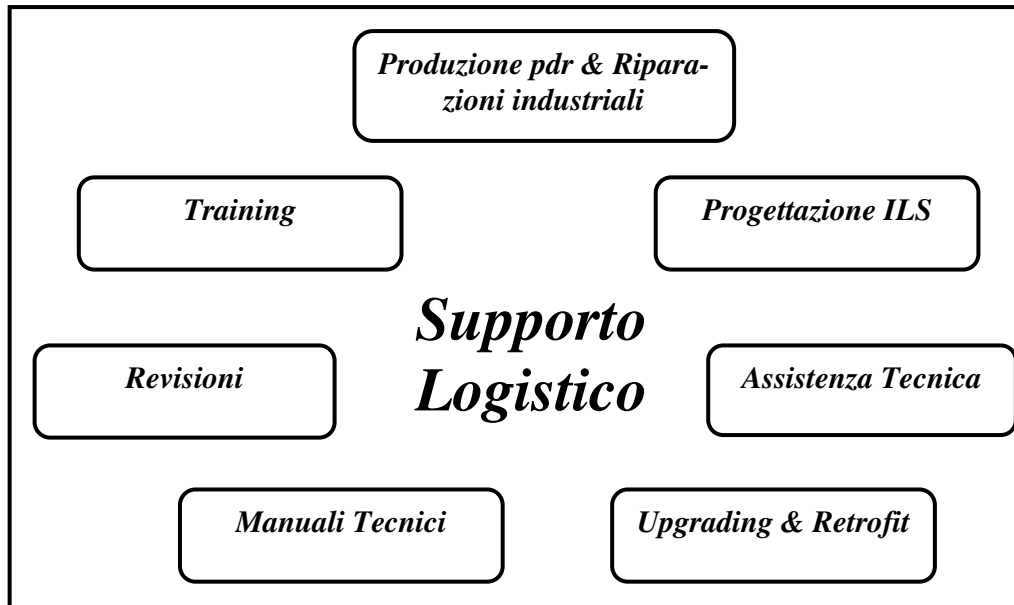 Produzione pdr & Ripara-
zioni industriali
Training
Progettazione ILS
Supporto
Logistico
Revisioni
Assistenza Tecnica
Manuali Tecnici
Upgrading & Retrofit